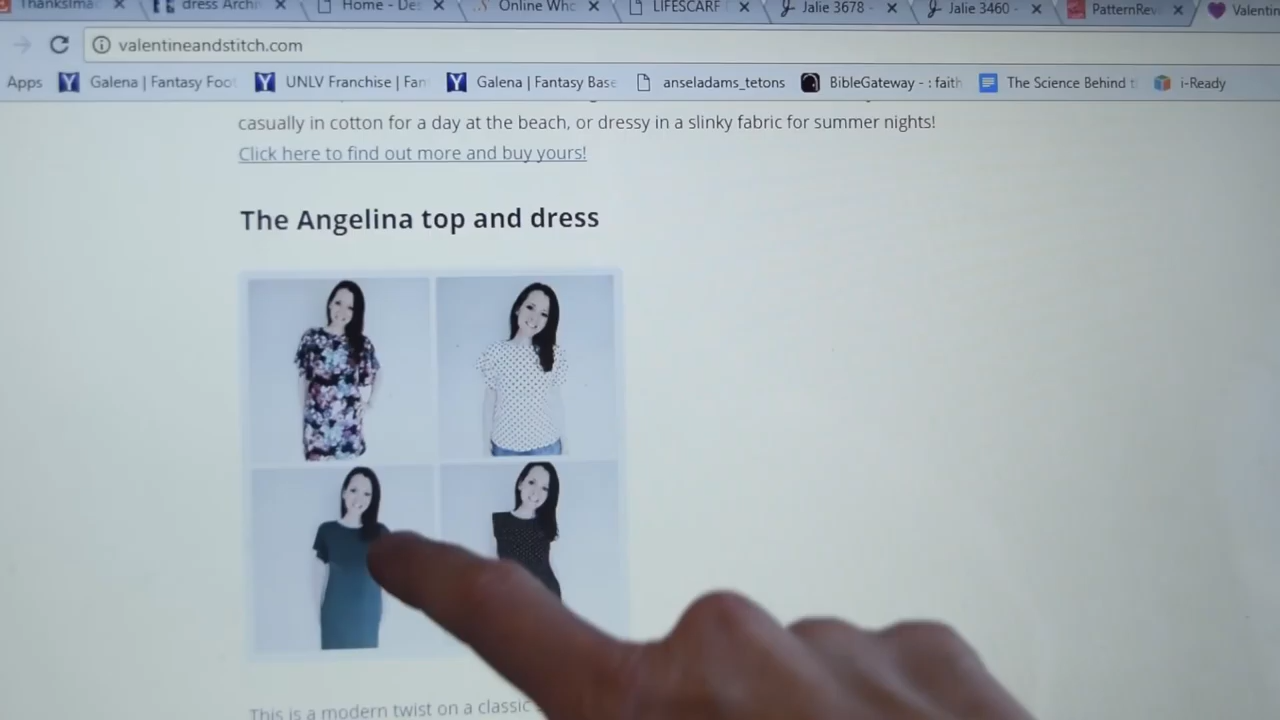 dress Archi
Home - De
Online Who
LIFESCARF
Jalie 3678 -
Jalie 3460 -
PatternRev
Valentin
valentineandstitch.com
Apps
Galena | Fantasy Foot
UNLV Franchise | Fan
Galena | Fantasy Base
anseladams_tetons
BibleGateway - : faith
The Science Behind t
i-Ready
casually in cotton for a day at the beach, or dressy in a slinky fabric for summer nights!
Click here to find out more and buy yours!
The Angelina top and dress
This is a modern twist on a classic